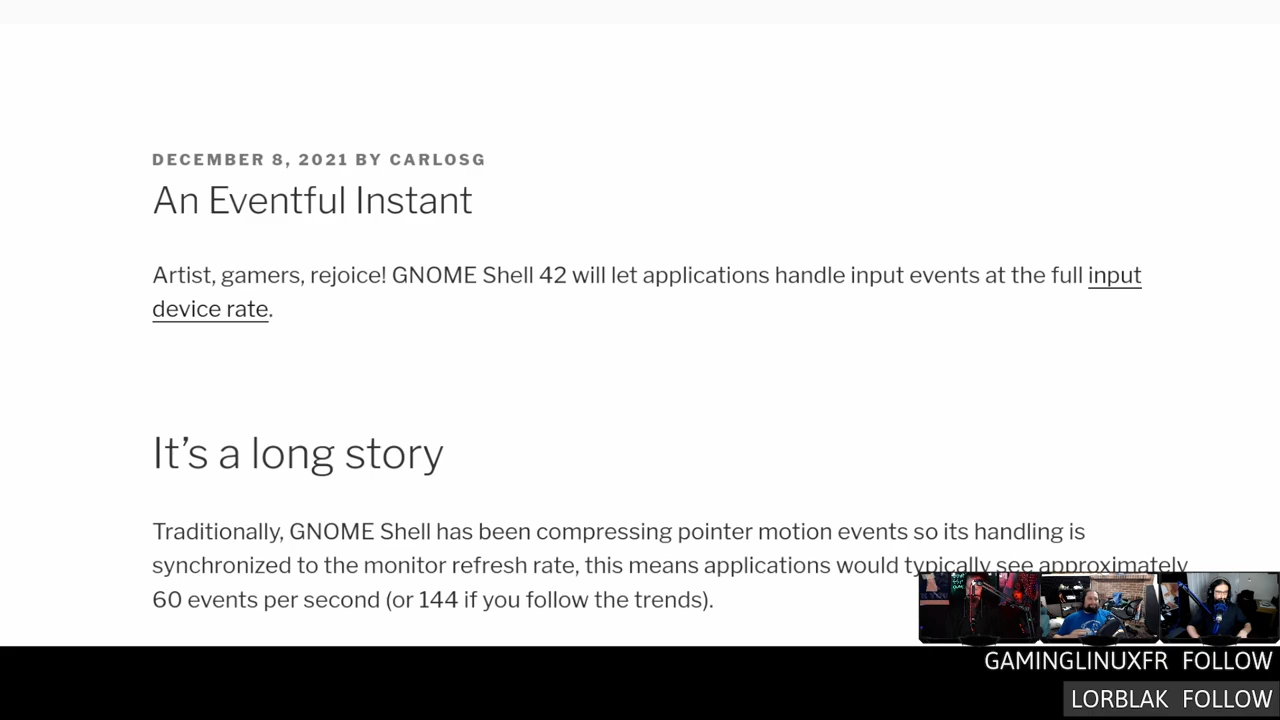 DECEMBER 8, 2021 BY CARLOSG
An Eventful Instant
Artist, gamers, rejoice! GNOME Shell 42 will let applications handle input events at the full input
device rate.
It’s a long story
Traditionally, GNOME Shell has been compressing pointer motion events so its handling is
synchronized to the monitor refresh rate, this means applications would typically see approximately
60 events per second (or 144 if you follow the trends).
GAMINGLINUXFR FOLLOW
LORBLAK FOLLOW